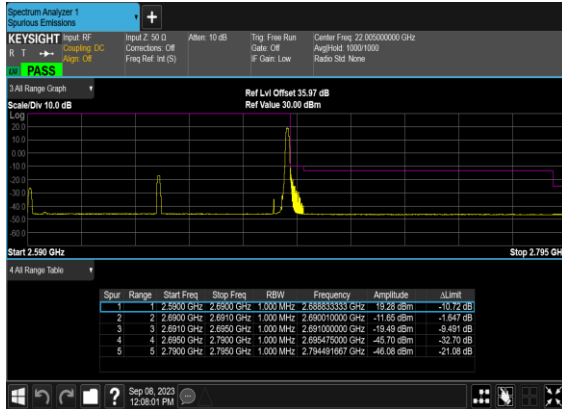 Spectrum Analyzer 1
Spurious Emissions
+
KEYSIGHT Input: RF Input Z: 50 Ω Atten: 10 dB Trig: Free Run Center Freq: 22.005000000 GHz
R T Coupling: DC Corrections: Off Gate: Off Avg|Hold: 1000/1000
Align: Off Freq Ref: Int (S) IF Gain: Low Radio Std: None
PASS
3 All Range Graph
Ref Lvl Offset 35.97 dB
Scale/Div 10.0 dB Ref Value 30.00 dBm
Log
20.0
10.0
0.00
-10.0
-20.0
-30.0
-40.0
-50.0
-60.0
Start 2.590 GHz Stop 2.795 GH
4 All Range Table
Spur Range Start Freq Stop Freq RBW Frequency Amplitude ΔLimit
1 1 2.5900 GHz 2.6900 GHz 1.000 MHz 2.688833333 GHz 19.28 dBm -10.72 dB
2 2 2.6900 GHz 2.6910 GHz 1.000 MHz 2.690010000 GHz -11.65 dBm -1.647 dB
3 3 2.6910 GHz 2.6950 GHz 1.000 MHz 2.691000000 GHz -19.49 dBm -9.491 dB
4 4 2.6950 GHz 2.7900 GHz 1.000 MHz 2.695475000 GHz -45.70 dBm -32.70 dB
5 5 2.7900 GHz 2.7950 GHz 1.000 MHz 2.794491667 GHz -46.08 dBm -21.08 dB
?
Sep 08, 2023
12:08:01 PM